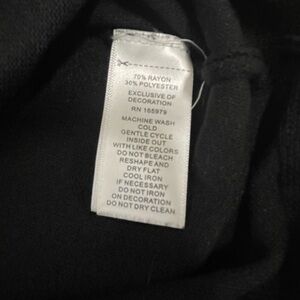 70% RAYON
30% POLYESTER
EXCLUSIVE OF
DECORATION
RN 165979
MACHINE WASH
COLD
GENTLE CYCLE
INSIDE OUT
WITH LIKE COLORS
DO NOT BLEACH
RESHAPE AND
DRY FLAT
COOL IRON
IF NECESSARY
DO NOT IRON
ON DECORATION
DO NOT DRY CLEAN